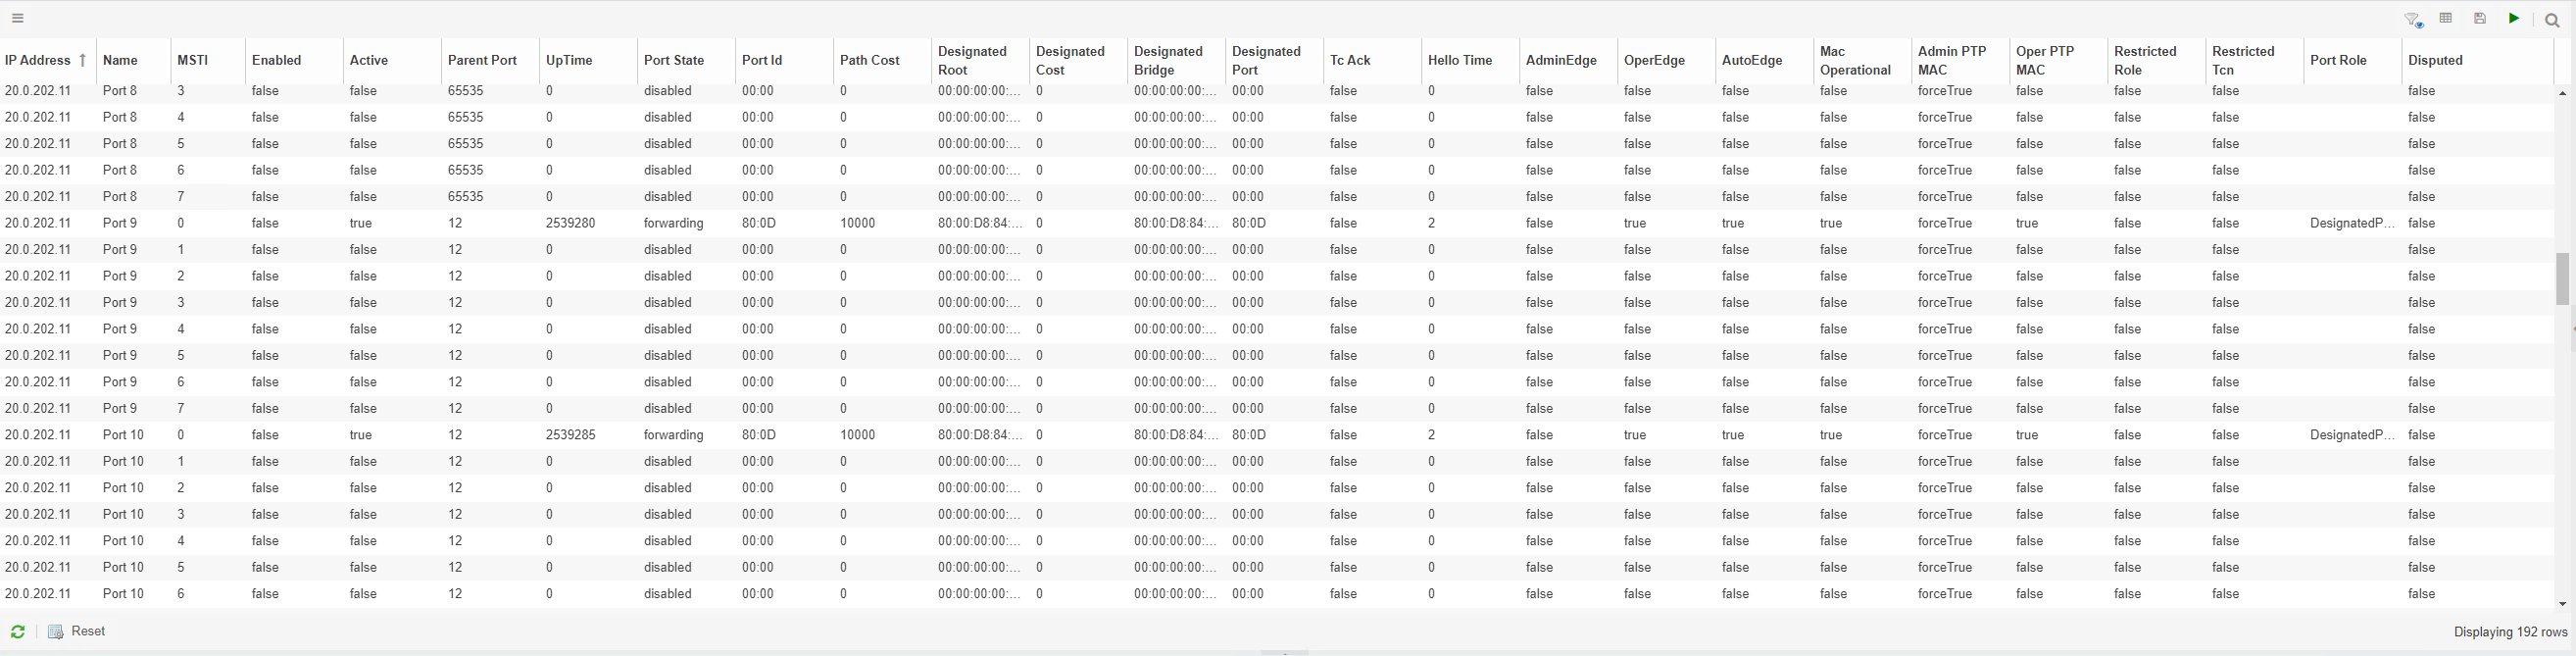 IP Address Name MSTI Enabled Active Parent Port UpTime Port State Port Id Path Cost Designated Root Designated Cost Designated Bridge Designated Port Tc Ack Hello Time AdminEdge OperEdge AutoEdge Mac Operational Admin PTP MAC Oper PTP MAC Restricted Role Restricted Tcn Port Role Disputed
20.0.202.11 Port 8 3 false false 65535 0 disabled 00:00 0 00:00:00:00:... 0 00:00:00:00:... 00:00 false 0 false false false false forceTrue false false false false
20.0.202.11 Port 8 4 false false 65535 0 disabled 00:00 0 00:00:00:00:... 0 00:00:00:00:... 00:00 false 0 false false false false forceTrue false false false false
20.0.202.11 Port 8 5 false false 65535 0 disabled 00:00 0 00:00:00:00:... 0 00:00:00:00:... 00:00 false 0 false false false false forceTrue false false false false
20.0.202.11 Port 8 6 false false 65535 0 disabled 00:00 0 00:00:00:00:... 0 00:00:00:00:... 00:00 false 0 false false false false forceTrue false false false false
20.0.202.11 Port 8 7 false false 65535 0 disabled 00:00 0 00:00:00:00:... 0 00:00:00:00:... 00:00 false 0 false false false false forceTrue false false false false
20.0.202.11 Port 9 0 false true 12 2539280 forwarding 80:0D 10000 80:00:D8:84:... 0 80:00:D8:84:... 80:0D false 2 false true true true forceTrue true false false DesignatedP... false
20.0.202.11 Port 9 1 false false 12 0 disabled 00:00 0 00:00:00:00:... 0 00:00:00:00:... 00:00 false 0 false false false false forceTrue false false false false
20.0.202.11 Port 9 2 false false 12 0 disabled 00:00 0 00:00:00:00:... 0 00:00:00:00:... 00:00 false 0 false false false false forceTrue false false false false
20.0.202.11 Port 9 3 false false 12 0 disabled 00:00 0 00:00:00:00:... 0 00:00:00:00:... 00:00 false 0 false false false false forceTrue false false false false
20.0.202.11 Port 9 4 false false 12 0 disabled 00:00 0 00:00:00:00:... 0 00:00:00:00:... 00:00 false 0 false false false false forceTrue false false false false
20.0.202.11 Port 9 5 false false 12 0 disabled 00:00 0 00:00:00:00:... 0 00:00:00:00:... 00:00 false 0 false false false false forceTrue false false false false
20.0.202.11 Port 9 6 false false 12 0 disabled 00:00 0 00:00:00:00:... 0 00:00:00:00:... 00:00 false 0 false false false false forceTrue false false false false
20.0.202.11 Port 9 7 false false 12 0 disabled 00:00 0 00:00:00:00:... 0 00:00:00:00:... 00:00 false 0 false false false false forceTrue false false false false
20.0.202.11 Port 10 0 false true 12 2539285 forwarding 80:0D 10000 80:00:D8:84:... 0 80:00:D8:84:... 80:0D false 2 false true true true forceTrue true false false DesignatedP... false
20.0.202.11 Port 10 1 false false 12 0 disabled 00:00 0 00:00:00:00:... 0 00:00:00:00:... 00:00 false 0 false false false false forceTrue false false false false
20.0.202.11 Port 10 2 false false 12 0 disabled 00:00 0 00:00:00:00:... 0 00:00:00:00:... 00:00 false 0 false false false false forceTrue false false false false
20.0.202.11 Port 10 3 false false 12 0 disabled 00:00 0 00:00:00:00:... 0 00:00:00:00:... 00:00 false 0 false false false false forceTrue false false false false
20.0.202.11 Port 10 4 false false 12 0 disabled 00:00 0 00:00:00:00:... 0 00:00:00:00:... 00:00 false 0 false false false false forceTrue false false false false
20.0.202.11 Port 10 5 false false 12 0 disabled 00:00 0 00:00:00:00:... 0 00:00:00:00:... 00:00 false 0 false false false false forceTrue false false false false
20.0.202.11 Port 10 6 false false 12 0 disabled 00:00 0 00:00:00:00:... 0 00:00:00:00:... 00:00 false 0 false false false false forceTrue false false false false
Reset
Displaying 192 rows